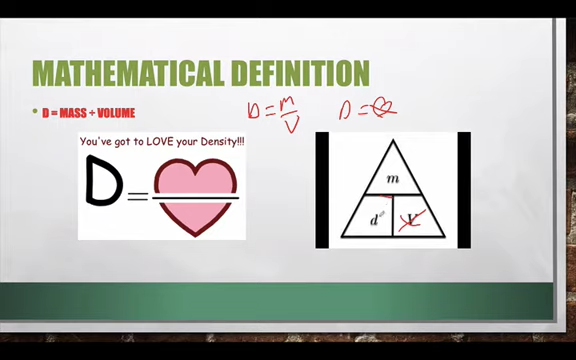 MATHEMATICAL DEFINITION
• D = MASS ÷ VOLUME
D = m/V
D =
You've got to LOVE your Density!!!
D =
m
d V